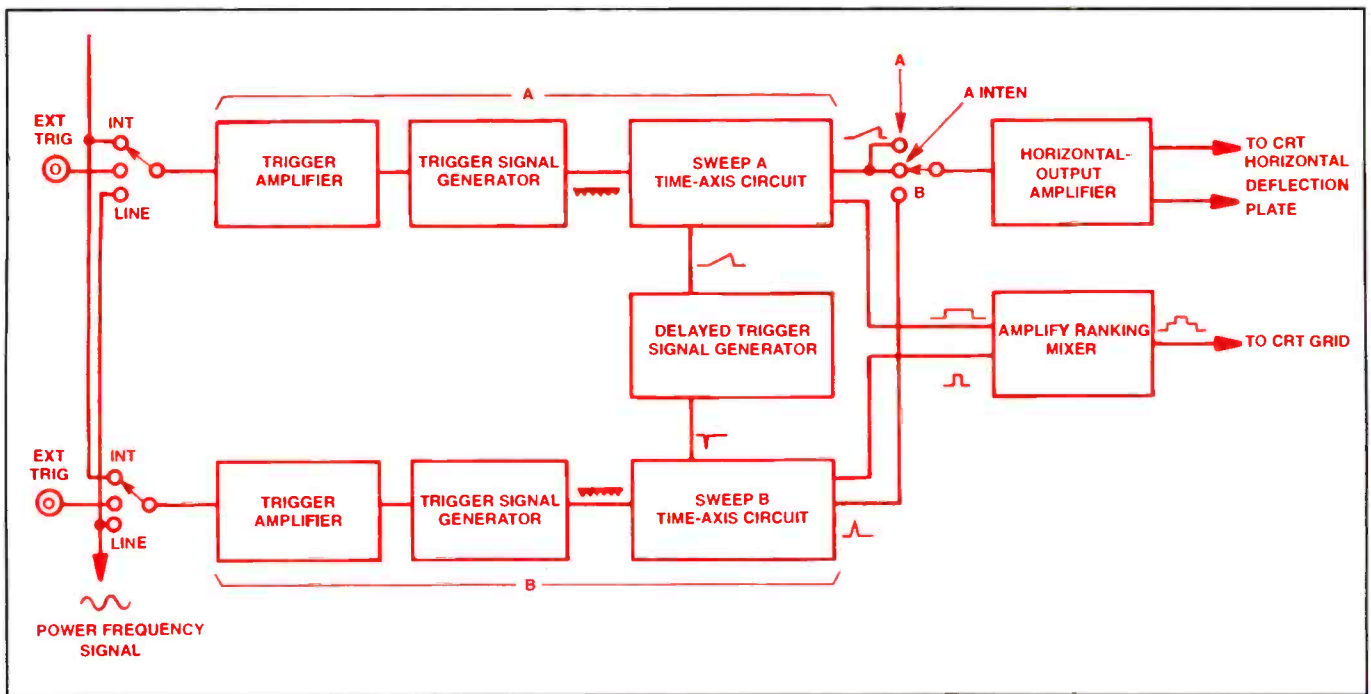 A
A
A INTEN
EXT
TRIG
INT
LINE
TRIGGER
AMPLIFIER
TRIGGER SIGNAL
GENERATOR
SWEEP A
TIME-AXIS CIRCUIT
B
HORIZONTAL-
OUTPUT
AMPLIFIER
TO CRT
HORIZONTAL
DEFLECTION
PLATE
DELAYED TRIGGER
SIGNAL GENERATOR
AMPLIFY RANKING
MIXER
TO CRT GRID
EXT
TRIG
INT
LINE
TRIGGER
AMPLIFIER
TRIGGER SIGNAL
GENERATOR
SWEEP B
TIME-AXIS CIRCUIT
B
POWER FREQUENCY
SIGNAL